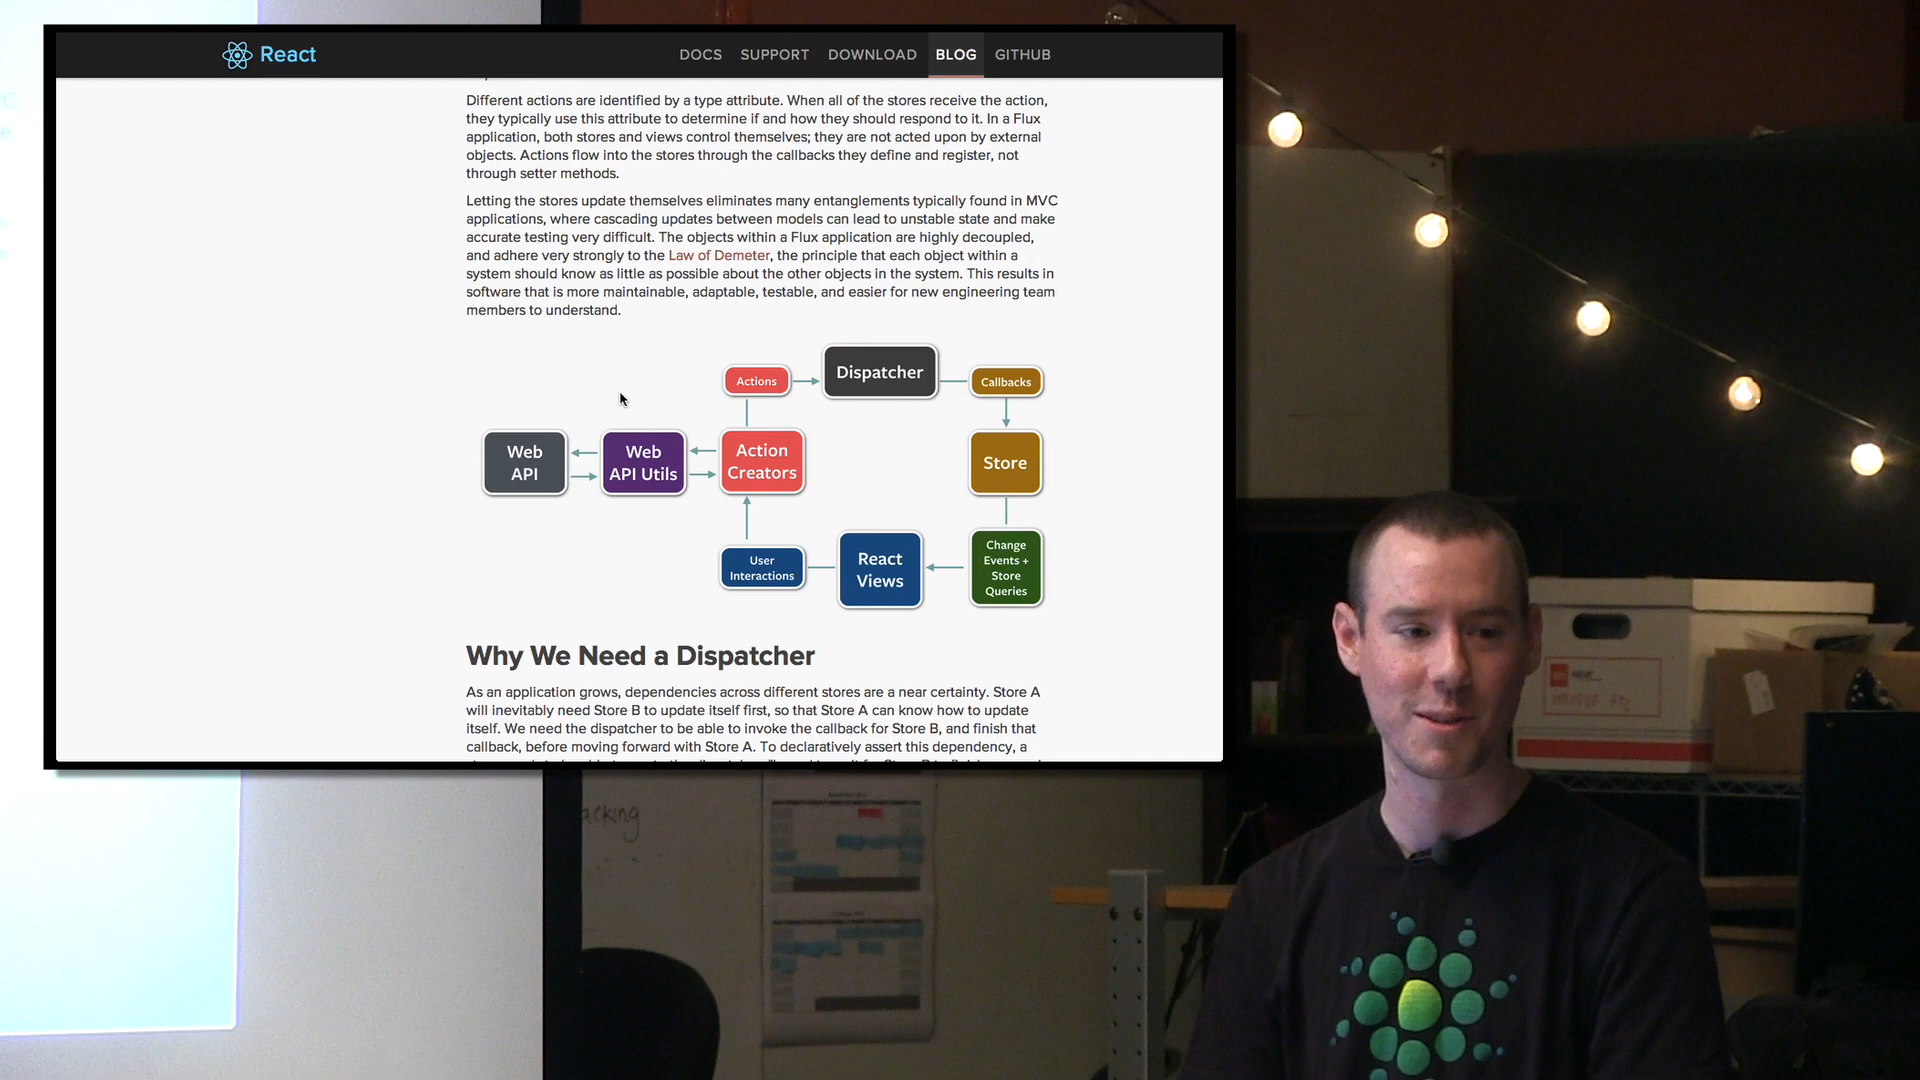 React
DOCS SUPPORT DOWNLOAD BLOG GITHUB
Different actions are identified by a type attribute. When all of the stores receive the action,
they typically use this attribute to determine if and how they should respond to it. In a Flux
application, both stores and views control themselves; they are not acted upon by external
objects. Actions flow into the stores through the callbacks they define and register, not
through setter methods.
Letting the stores update themselves eliminates many entanglements typically found in MVC
applications, where cascading updates between models can lead to unstable state and make
accurate testing very difficult. The objects within a Flux application are highly decoupled,
and adhere very strongly to the Law of Demeter, the principle that each object within a
system should know as little as possible about the other objects in the system. This results in
software that is more maintainable, adaptable, testable, and easier for new engineering team
members to understand.
Actions
Dispatcher
Callbacks
Web
API
Web
API Utils
Action
Creators
Store
User
Interactions
React
Views
Change
Events +
Store
Queries
Why We Need a Dispatcher
As an application grows, dependencies across different stores are a near certainty. Store A
will inevitably need Store B to update itself first, so that Store A can know how to update
itself. We need the dispatcher to be able to invoke the callback for Store B, and finish that
callback, before moving forward with Store A. To declaratively assert this dependency, a
acking